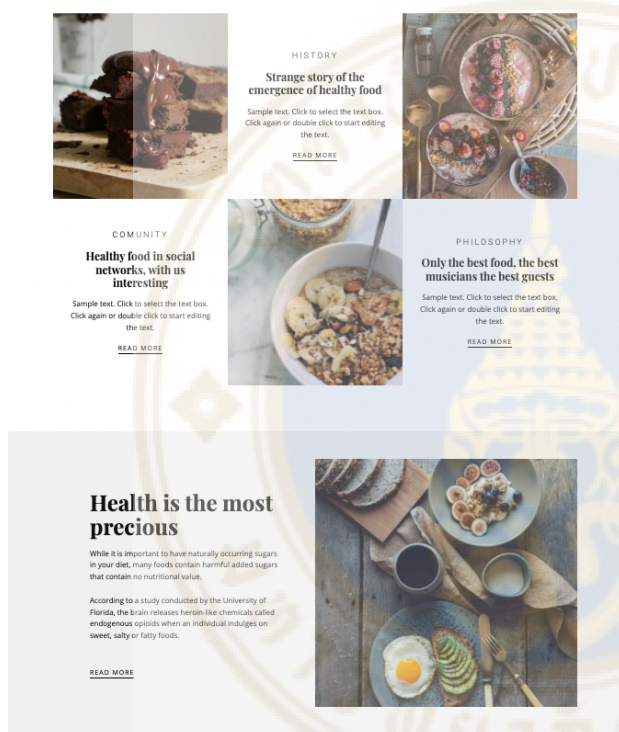 HISTORY
Strange story of the
emergence of healthy food
Sample text. Click to select the text box.
Click again or double click to start editing
the text.
READ MORE
COMUNITY
Healthy food in social
networks, with us
interesting
Sample text. Click to select the text box.
Click again or double click to start editing
the text.
READ MORE
PHILOSOPHY
Only the best food, the best
musicians the best guests
Sample text. Click to select the text box.
Click again or double click to start editing
the text.
READ MORE
Health is the most
precious
While it is important to have naturally occurring sugars
in your diet, many foods contain harmful added sugars
that contain no nutritional value.
According to a study conducted by the University of
Florida, the brain releases heroin-like chemicals called
endogenous opioids when an individual indulges on
sweet, salty or fatty foods.
READ MORE